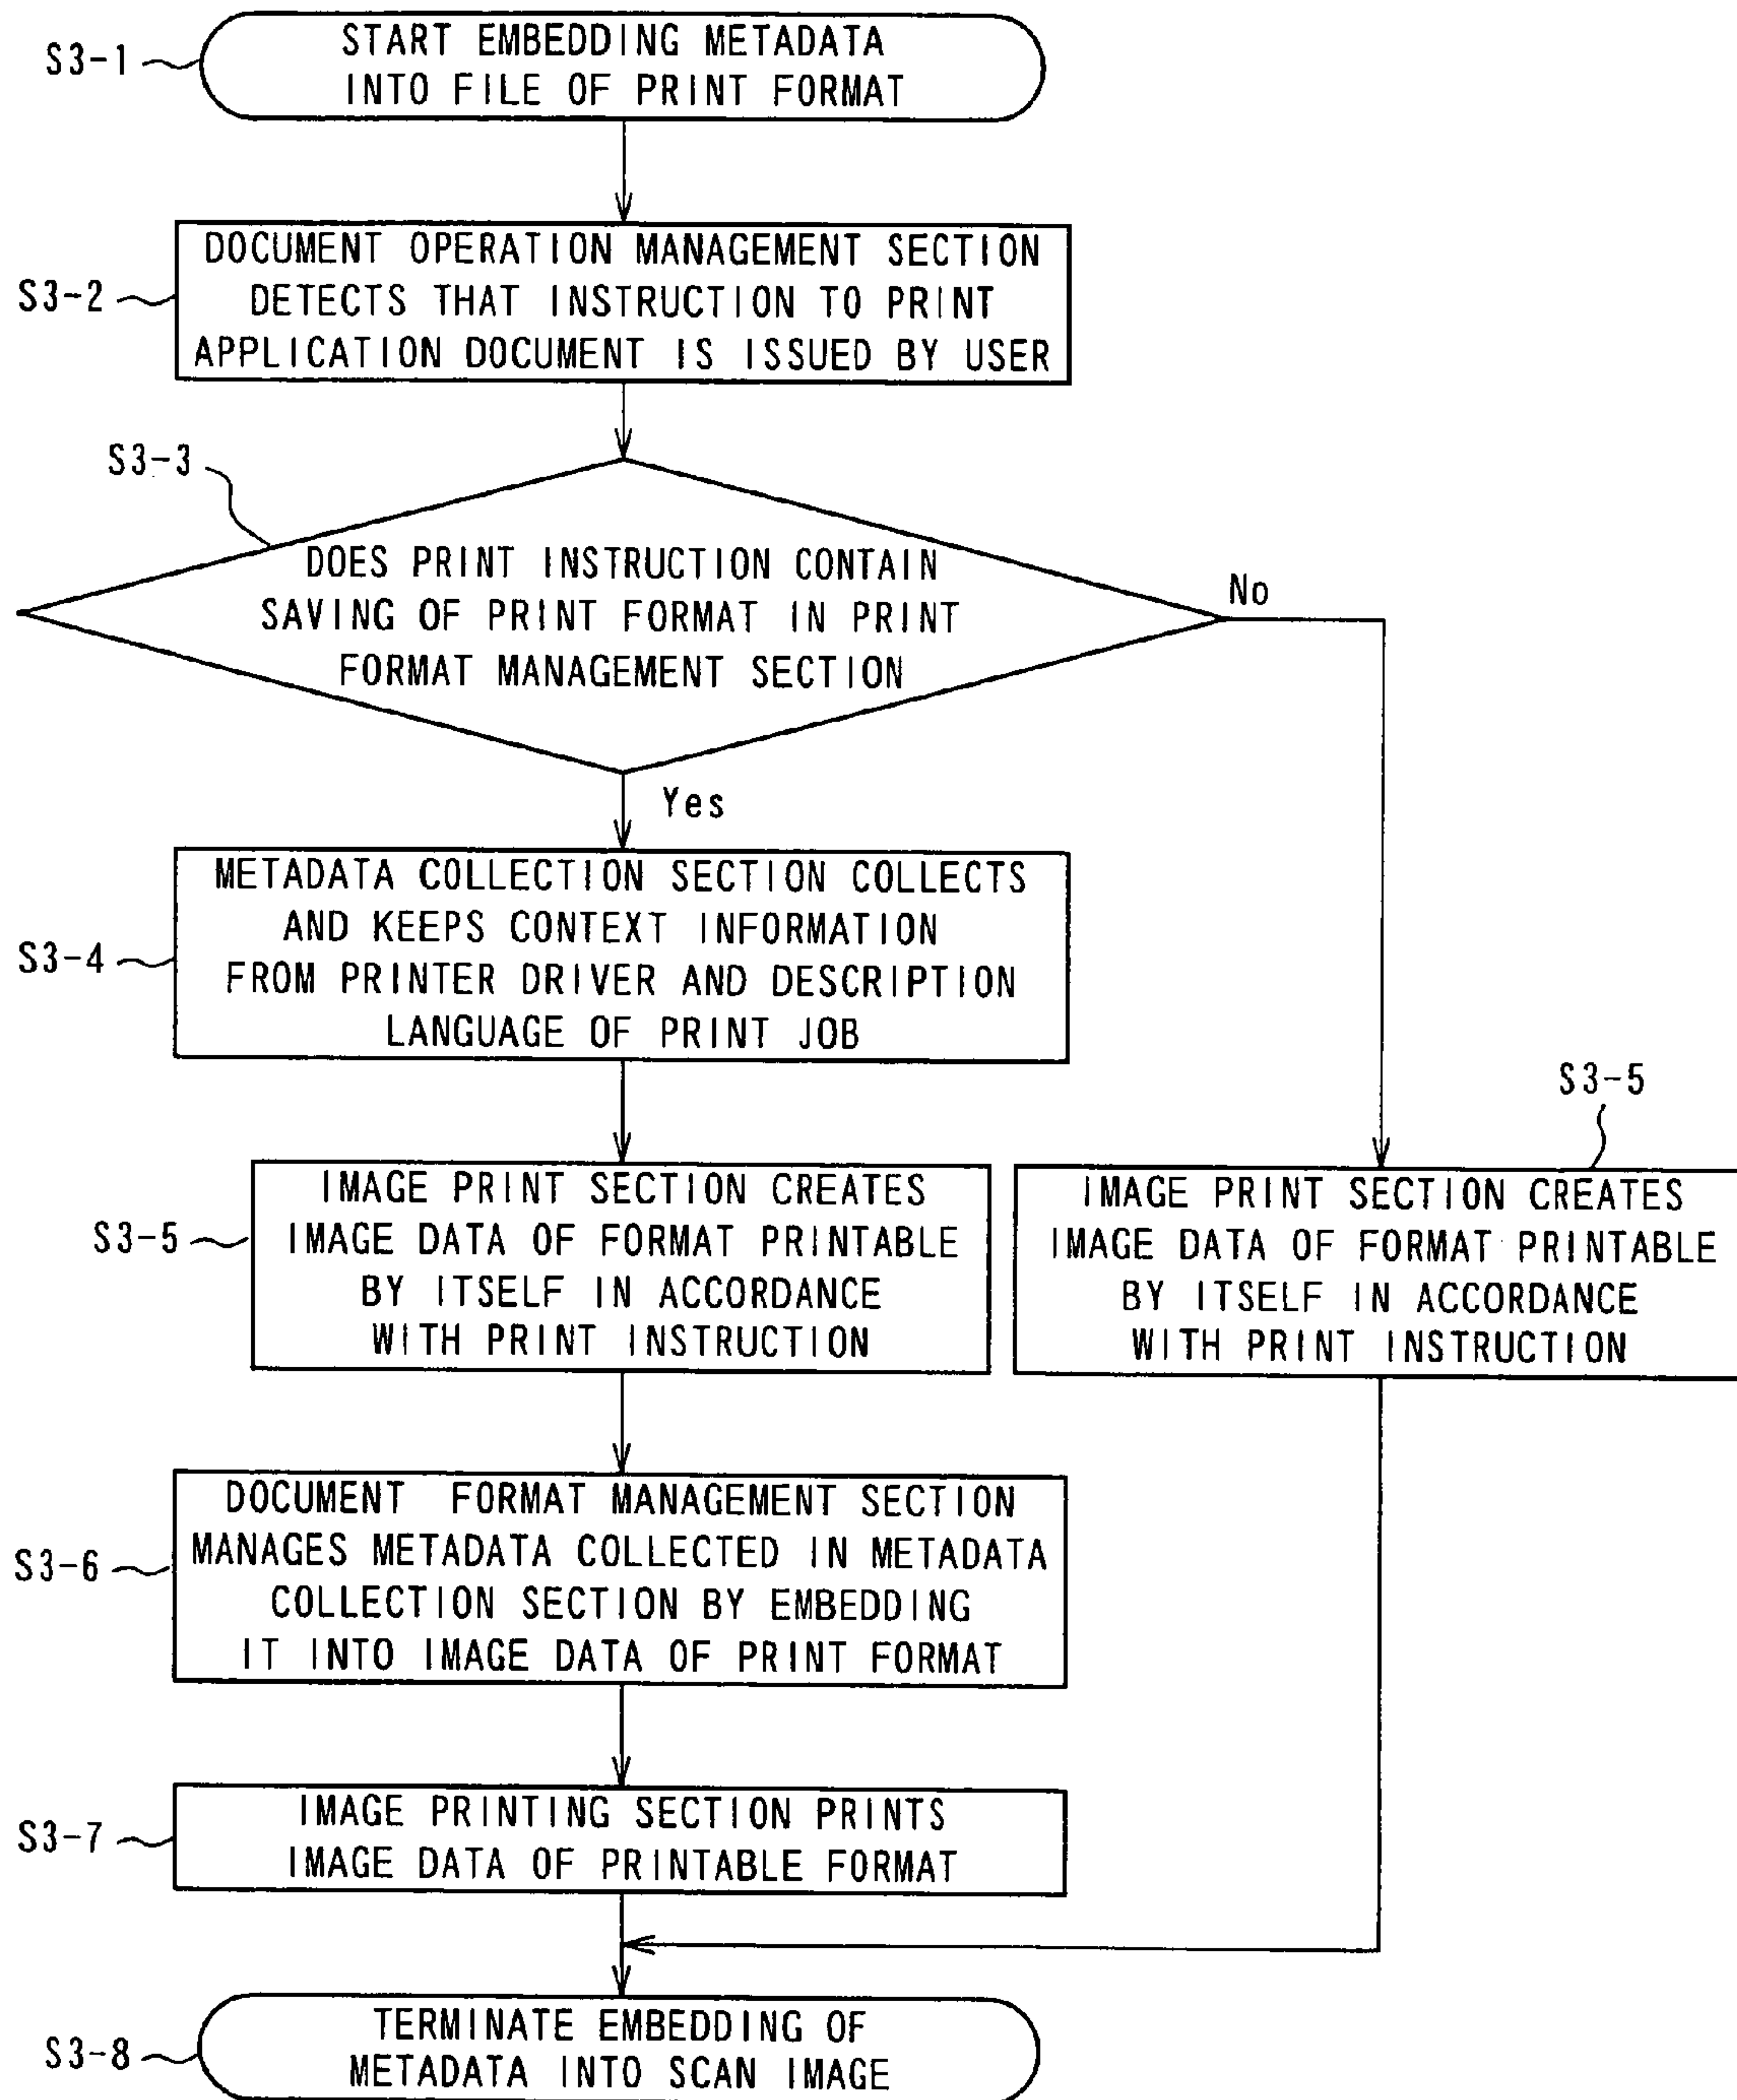 S3-1
START EMBEDDING METADATA
INTO FILE OF PRINT FORMAT
S3-2
DOCUMENT OPERATION MANAGEMENT SECTION
DETECTS THAT INSTRUCTION TO PRINT
APPLICATION DOCUMENT IS ISSUED BY USER
S3-3
DOES PRINT INSTRUCTION CONTAIN
SAVING OF PRINT FORMAT IN PRINT
FORMAT MANAGEMENT SECTION
No
Yes
S3-4
METADATA COLLECTION SECTION COLLECTS
AND KEEPS CONTEXT INFORMATION
FROM PRINTER DRIVER AND DESCRIPTION
LANGUAGE OF PRINT JOB
S3-5
IMAGE PRINT SECTION CREATES
IMAGE DATA OF FORMAT PRINTABLE
BY ITSELF IN ACCORDANCE
WITH PRINT INSTRUCTION
S3-5
IMAGE PRINT SECTION CREATES
IMAGE DATA OF FORMAT PRINTABLE
BY ITSELF IN ACCORDANCE
WITH PRINT INSTRUCTION
S3-6
DOCUMENT FORMAT MANAGEMENT SECTION
MANAGES METADATA COLLECTED IN METADATA
COLLECTION SECTION BY EMBEDDING
IT INTO IMAGE DATA OF PRINT FORMAT
S3-7
IMAGE PRINTING SECTION PRINTS
IMAGE DATA OF PRINTABLE FORMAT
S3-8
TERMINATE EMBEDDING OF
METADATA INTO SCAN IMAGE